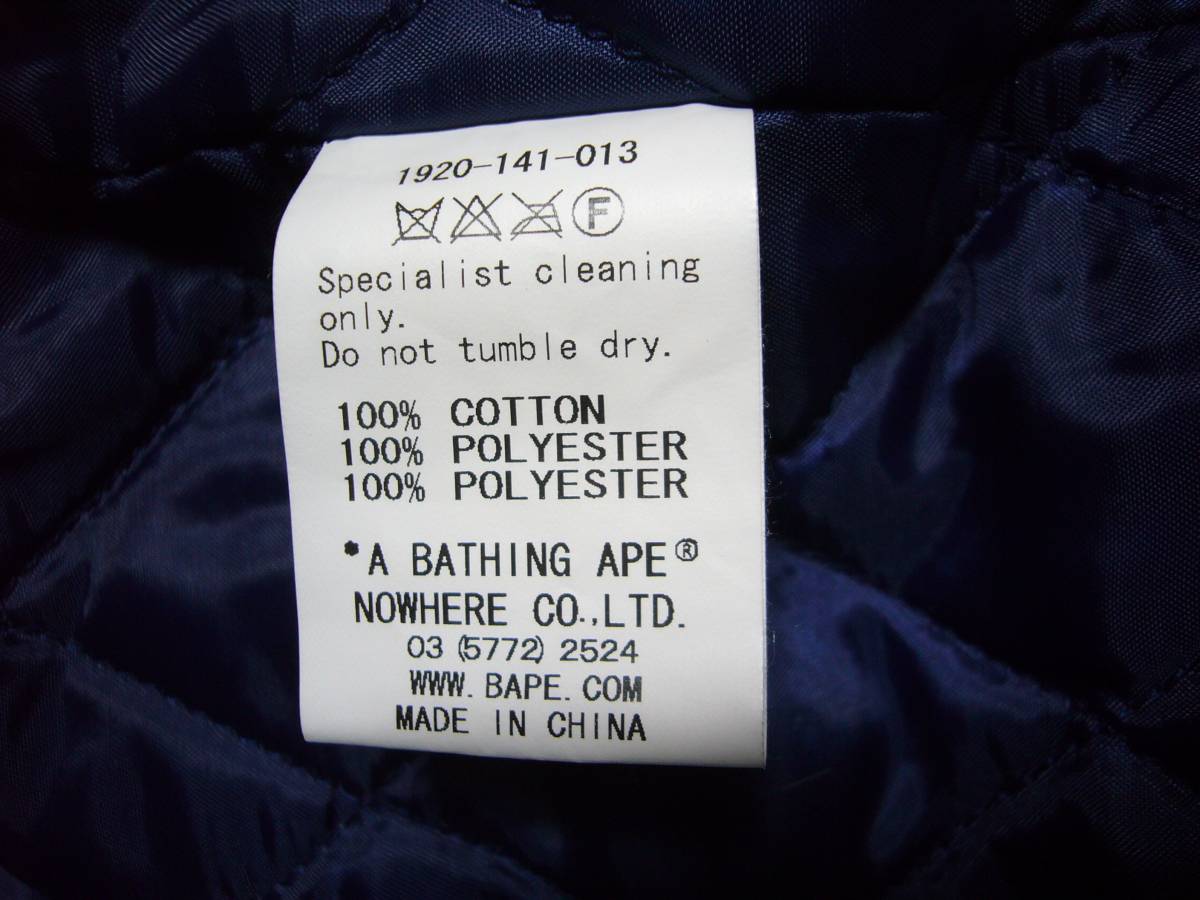 1920-141-013
F
Specialist cleaning
only.
Do not tumble dry.
100% COTTON
100% POLYESTER
100% POLYESTER
*A BATHING APE®
NOWHERE CO.,LTD.
03 (5772) 2524
WWW. BAPE. COM
MADE IN CHINA